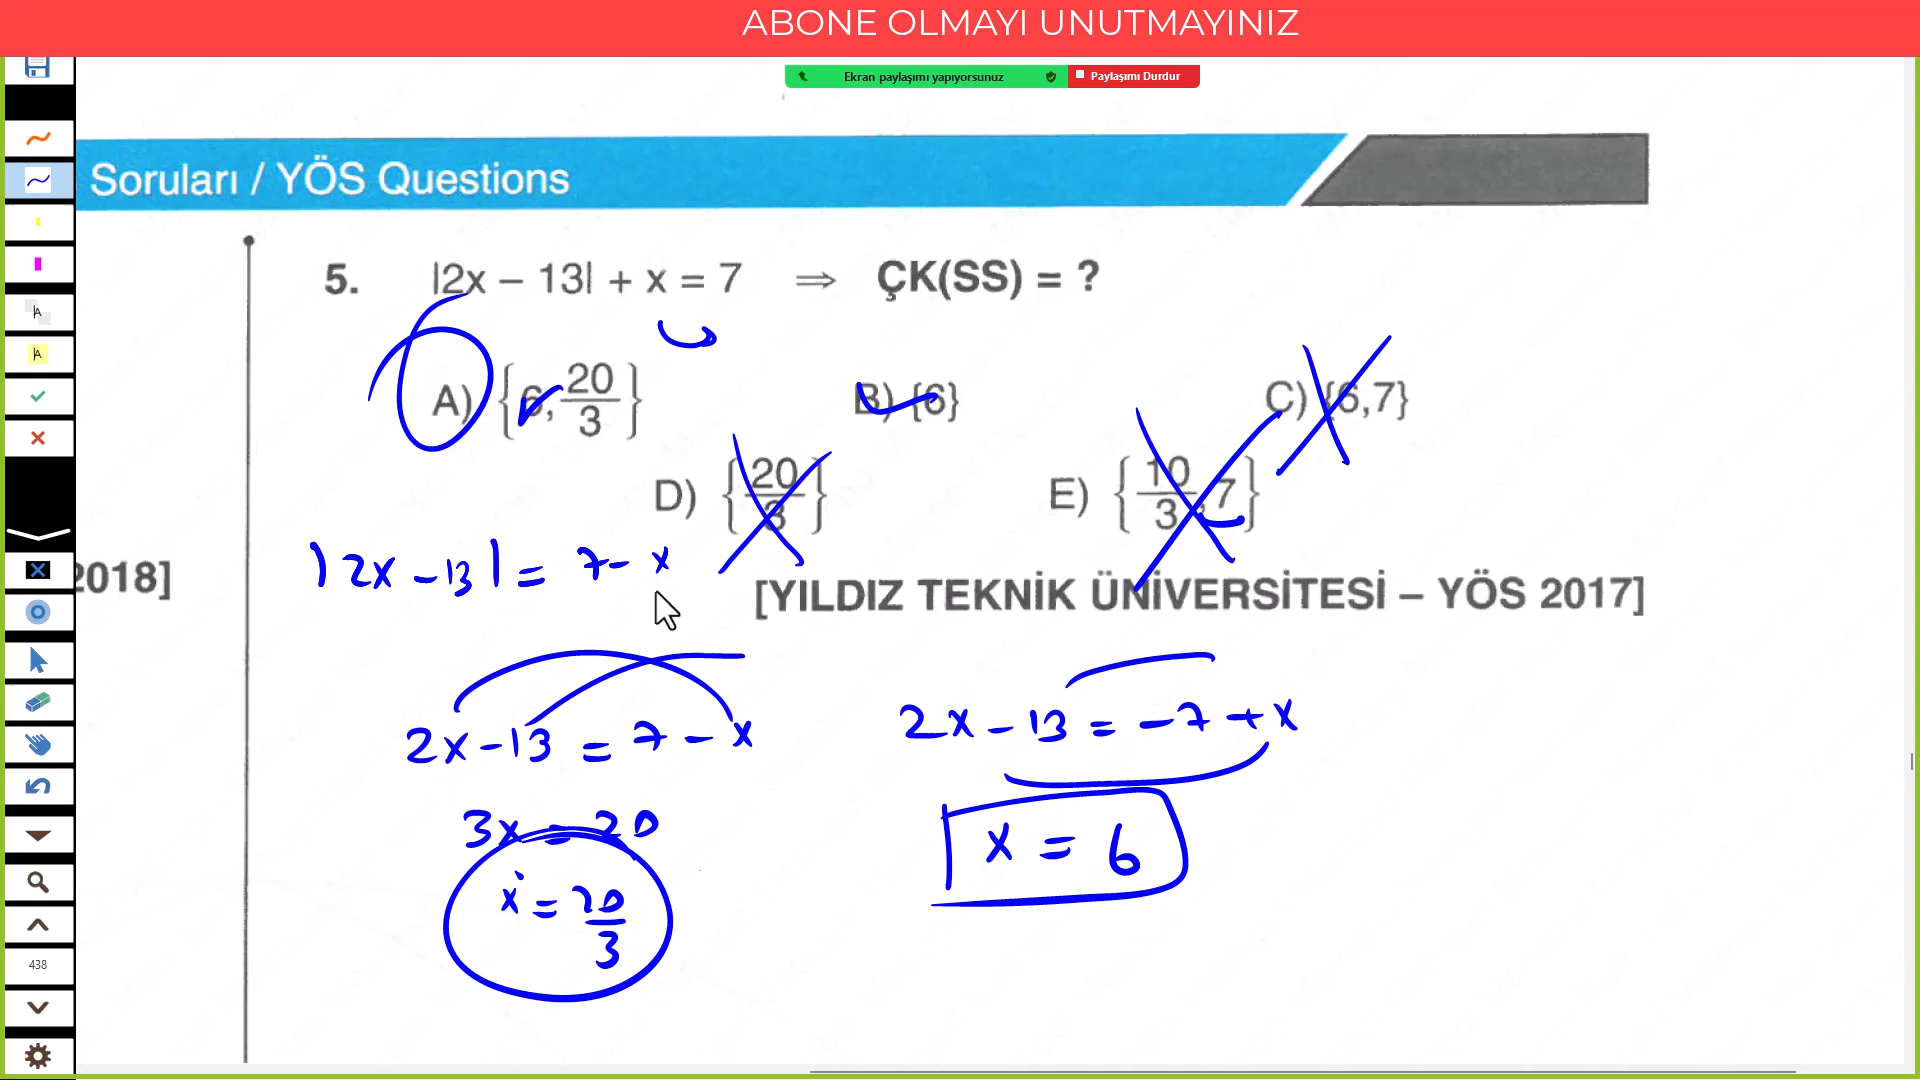 ABONE OLMAYI UNUTMAYINIZ
Ekran paylaşımı yapıyorsunuz Paylaşımı Durdur
Soruları / YÖS Questions
5. |2x – 13| + x = 7 ⇒ ÇK(SS) = ?
A) {6, 20/3} B) {6} C) {6,7}
D) {20/3} E) {10/3, 7}
2018]
|2x - 13| = 7 - x
[YILDIZ TEKNİK ÜNİVERSİTESİ – YÖS 2017]
2x - 13 = 7 - x
3x = 20
x = 20/3
2x - 13 = -7 + x
x = 6
438